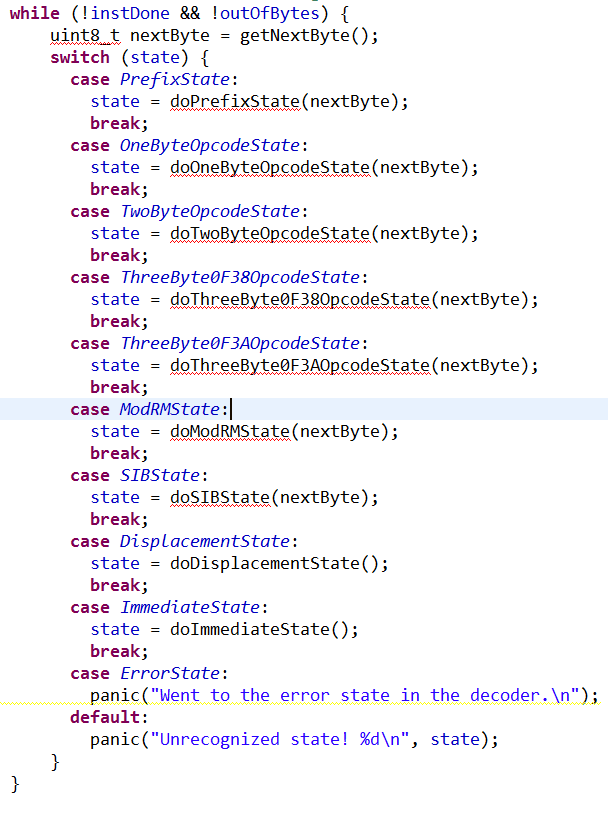 while (!instDone && !outOfBytes) {
uint8_t nextByte = getNextByte();
switch (state) {
case PrefixState:
state = doPrefixState(nextByte);
break;
case OneByteOpcodeState:
state = doOneByteOpcodeState(nextByte);
break;
case TwoByteOpcodeState:
state = doTwoByteOpcodeState(nextByte);
break;
case ThreeByte0F38OpcodeState:
state = doThreeByte0F38OpcodeState(nextByte);
break;
case ThreeByte0F3AOpcodeState:
state = doThreeByte0F3AOpcodeState(nextByte);
break;
case ModRMState:
state = doModRMState(nextByte);
break;
case SIBState:
state = doSIBState(nextByte);
break;
case DisplacementState:
state = doDisplacementState();
break;
case ImmediateState:
state = doImmediateState();
break;
case ErrorState:
panic("Went to the error state in the decoder.\n");
default:
panic("Unrecognized state! %d\n", state);
}
}